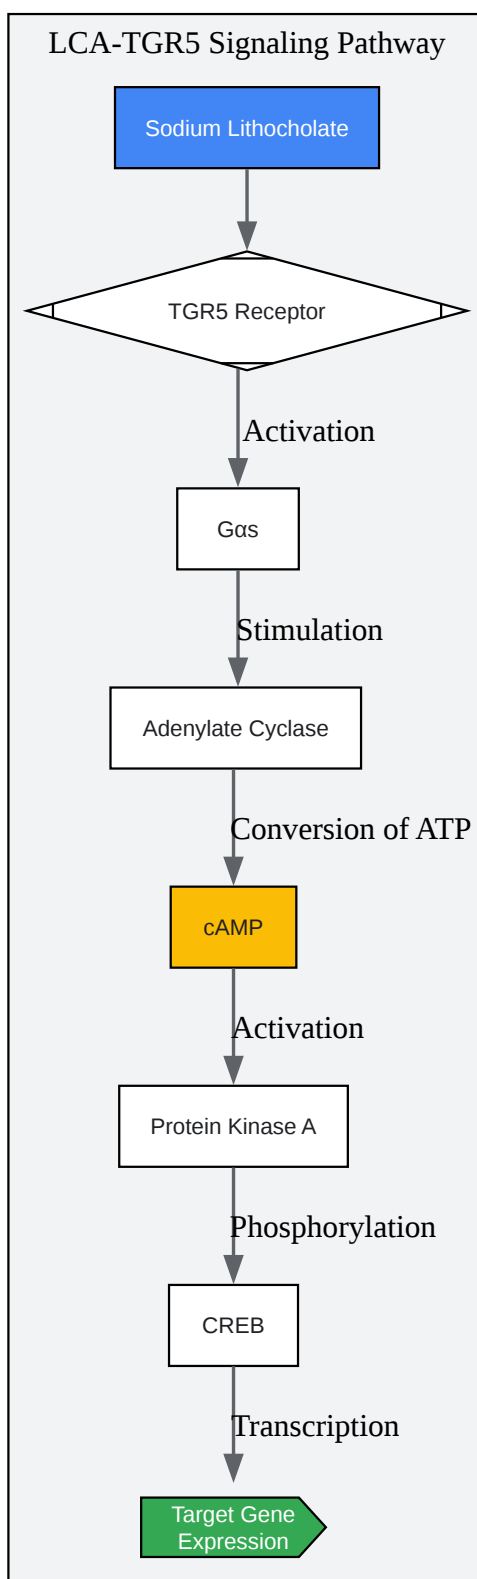 LCA-TGR5 Signaling Pathway
Sodium Lithocholate
TGR5 Receptor
Activation
Gαs
Stimulation
Adenylate Cyclase
Conversion of ATP
cAMP
Activation
Protein Kinase A
Phosphorylation
CREB
Transcription
Target Gene
Expression